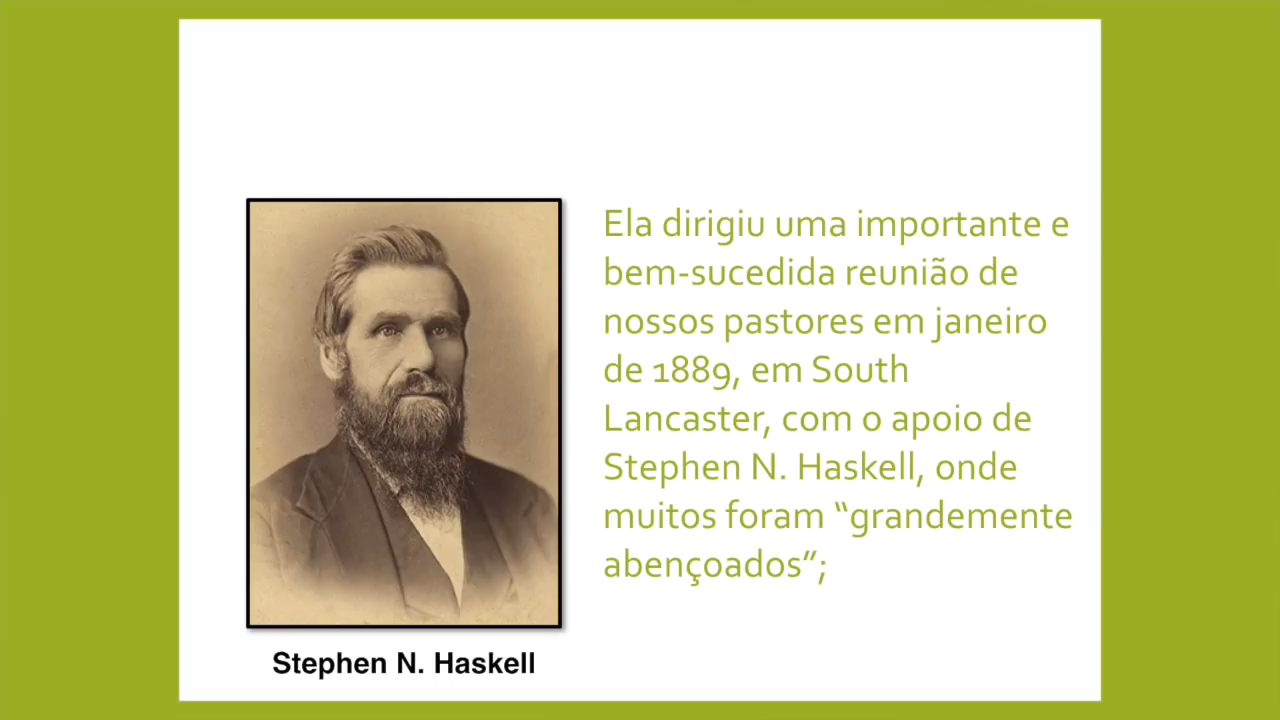 Ela dirigiu uma importante e
bem-sucedida reunião de
nossos pastores em janeiro
de 1889, em South
Lancaster, com o apoio de
Stephen N. Haskell, onde
muitos foram “grandemente
abençoados”;
Stephen N. Haskell